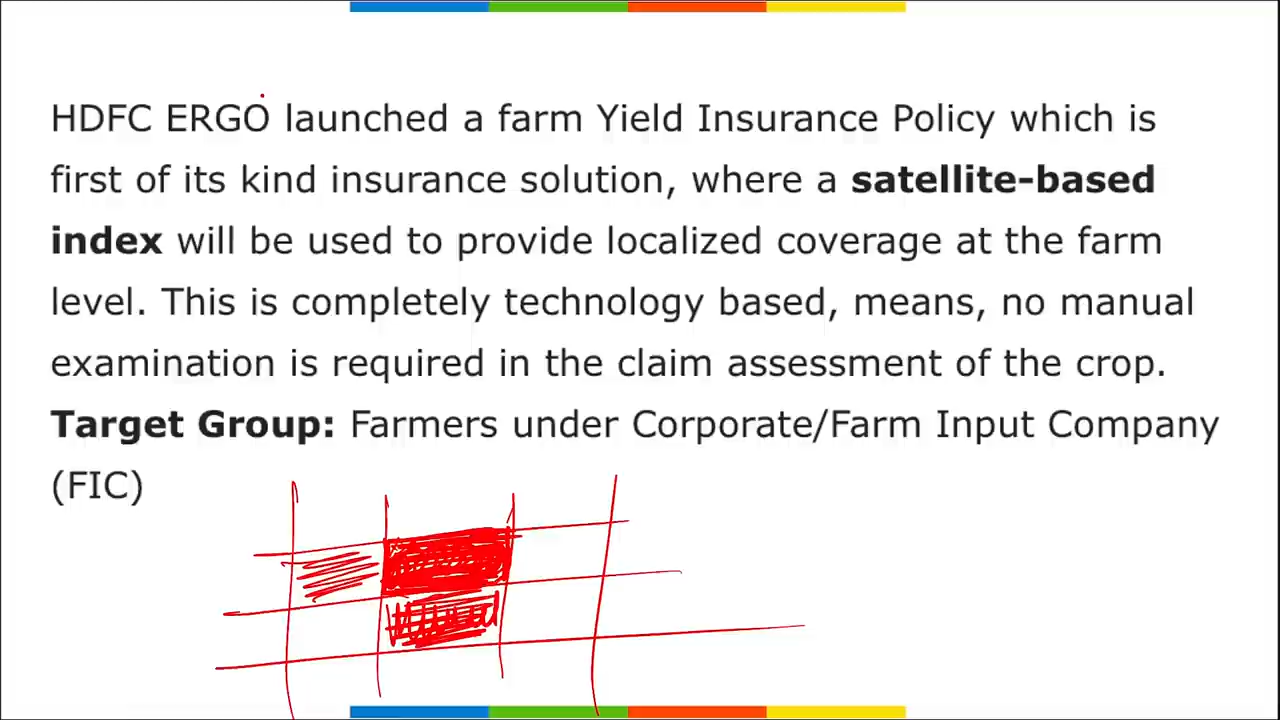 HDFC ERGO launched a farm Yield Insurance Policy which is
first of its kind insurance solution, where a satellite-based
index will be used to provide localized coverage at the farm
level. This is completely technology based, means, no manual
examination is required in the claim assessment of the crop.
Target Group: Farmers under Corporate/Farm Input Company
(FIC)